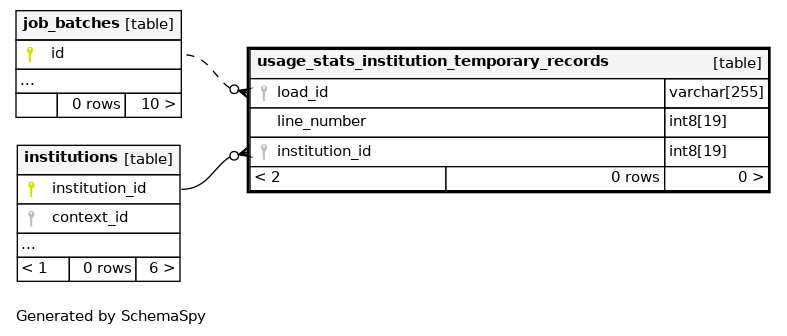 job_batches [table]
id
...
0 rows 10 >
institutions [table]
institution_id
context_id
...
< 1 0 rows 6 >
usage_stats_institution_temporary_records [table]
load_id varchar[255]
line_number int8[19]
institution_id int8[19]
< 2 0 rows 0 >
Generated by SchemaSpy